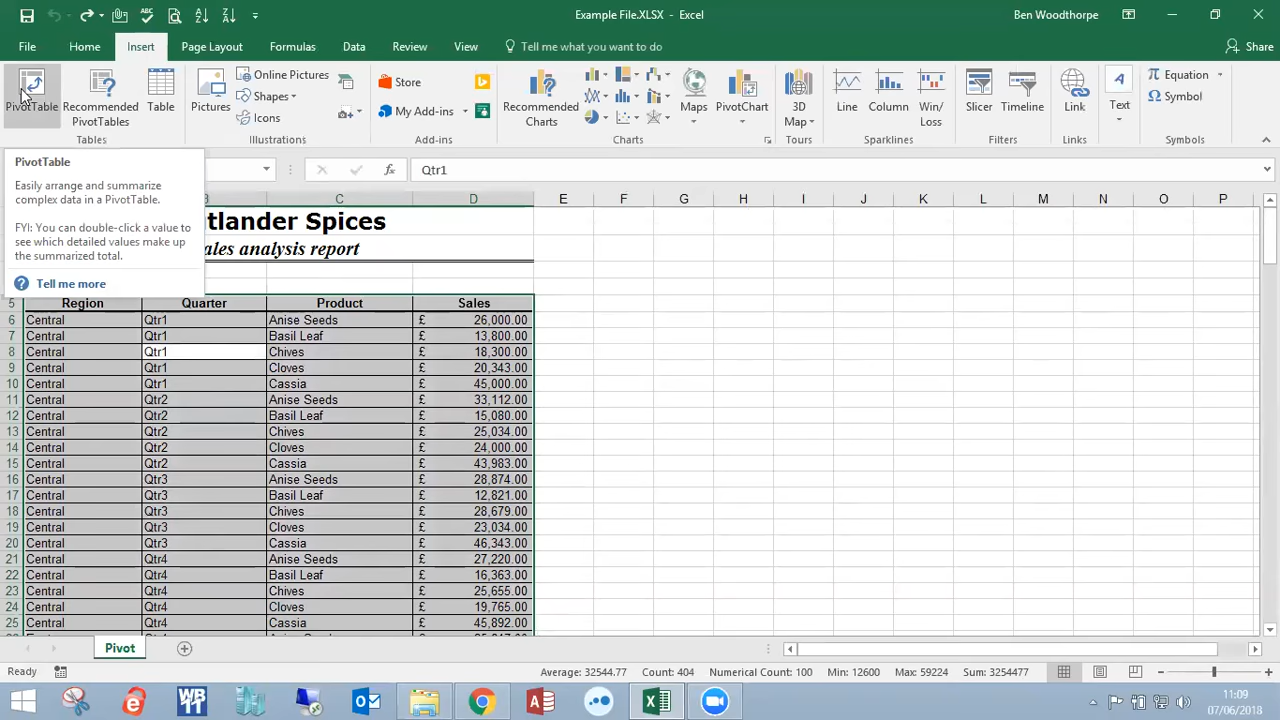 Example File.XLSX - Excel
Ben Woodthorpe
File Home Insert Page Layout Formulas Data Review View Tell me what you want to do Share
PivotTable
Recommended
PivotTables
Table
Tables
Pictures
Online Pictures
Shapes
Icons
Illustrations
Store
My Add-ins
Add-ins
Recommended
Charts
Maps
PivotChart
Charts
3D
Map
Tours
Line
Column
Win/
Loss
Sparklines
Slicer
Timeline
Filters
Link
Links
A
Text
π Equation
Ω Symbol
Symbols
fx Qtr1
PivotTable
Easily arrange and summarize
complex data in a PivotTable.
FYI: You can double-click a value to
see which detailed values make up
the summarized total.
? Tell me more
C D E F G H I J K L M N O P
tlander Spices
ales analysis report
5 Region Quarter Product Sales
6 Central Qtr1 Anise Seeds £ 26,000.00
7 Central Qtr1 Basil Leaf £ 13,800.00
8 Central Qtr1 Chives £ 18,300.00
9 Central Qtr1 Cloves £ 20,343.00
10 Central Qtr1 Cassia £ 45,000.00
11 Central Qtr2 Anise Seeds £ 33,112.00
12 Central Qtr2 Basil Leaf £ 15,080.00
13 Central Qtr2 Chives £ 25,034.00
14 Central Qtr2 Cloves £ 24,000.00
15 Central Qtr2 Cassia £ 43,983.00
16 Central Qtr3 Anise Seeds £ 28,874.00
17 Central Qtr3 Basil Leaf £ 12,821.00
18 Central Qtr3 Chives £ 28,679.00
19 Central Qtr3 Cloves £ 23,034.00
20 Central Qtr3 Cassia £ 46,343.00
21 Central Qtr4 Anise Seeds £ 27,220.00
22 Central Qtr4 Basil Leaf £ 16,363.00
23 Central Qtr4 Chives £ 25,655.00
24 Central Qtr4 Cloves £ 19,765.00
25 Central Qtr4 Cassia £ 45,892.00
Pivot
Ready Average: 32544.77 Count: 404 Numerical Count: 100 Min: 12600 Max: 59224 Sum: 3254477
11:09
07/06/2018